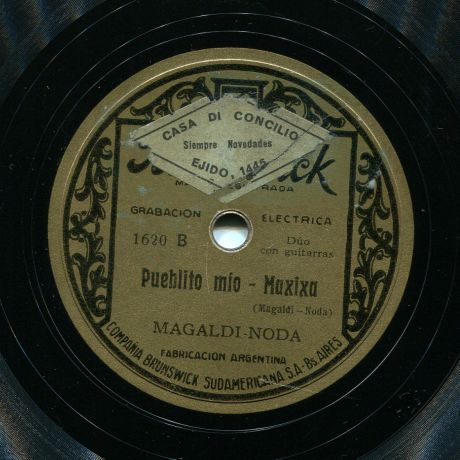 CASA DI CONCILIO
Siempre Novedades
EJIDO, 1445
GRABACION ELECTRICA
1620 B
Dúo
con guitarras
Pueblito mío - Maxixa
(Magaldi - Noda)
MAGALDI-NODA
FABRICACION ARGENTINA
COMPAÑIA BRUNSWICK SUDAMERICANA S.A-Bs AIRES